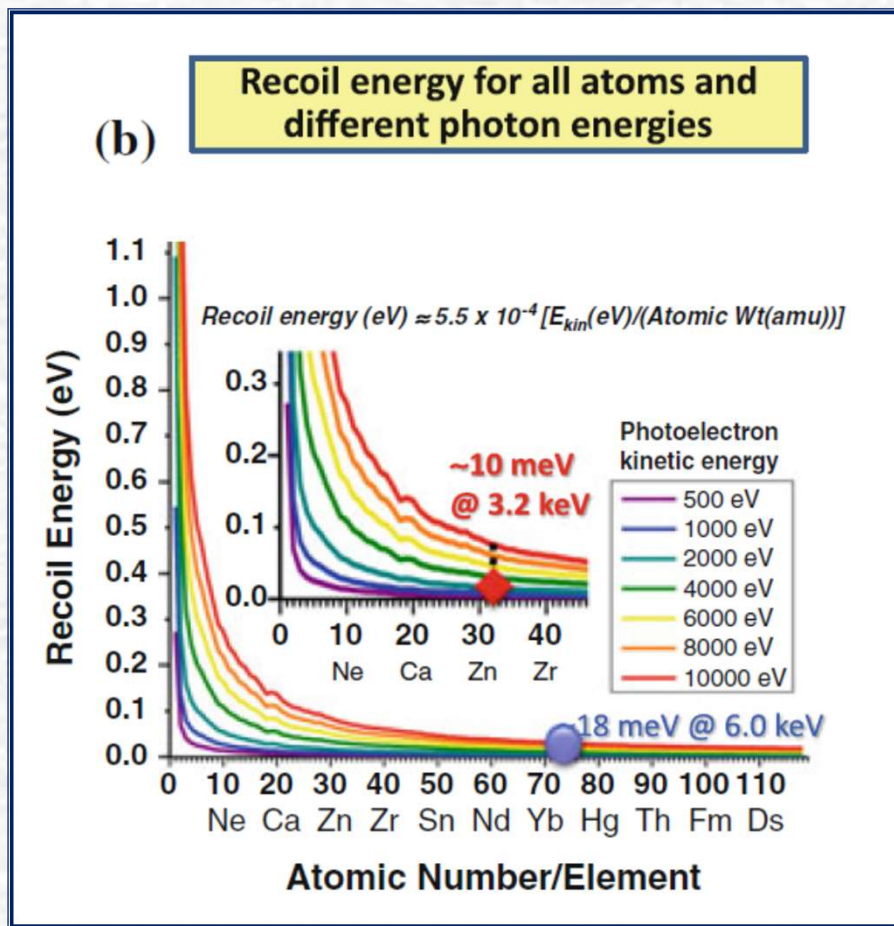 Recoil energy for all atoms and
different photon energies
(b)
Recoil energy (eV) ≈ 5.5 x 10⁻⁴ [E_kin(eV)/(Atomic Wt(amu))]
Recoil Energy (eV)
1.1
1.0
0.9
0.8
0.7
0.6
0.5
0.4
0.3
0.2
0.1
0.0
0.3
0.2
0.1
0.0
~10 meV
@ 3.2 keV
0 10 20 30 40
Ne Ca Zn Zr
Photoelectron
kinetic energy
500 eV
1000 eV
2000 eV
4000 eV
6000 eV
8000 eV
10000 eV
~18 meV @ 6.0 keV
0 10 20 30 40 50 60 70 80 90 100 110
Ne Ca Zn Zr Sn Nd Yb Hg Th Fm Ds
Atomic Number/Element